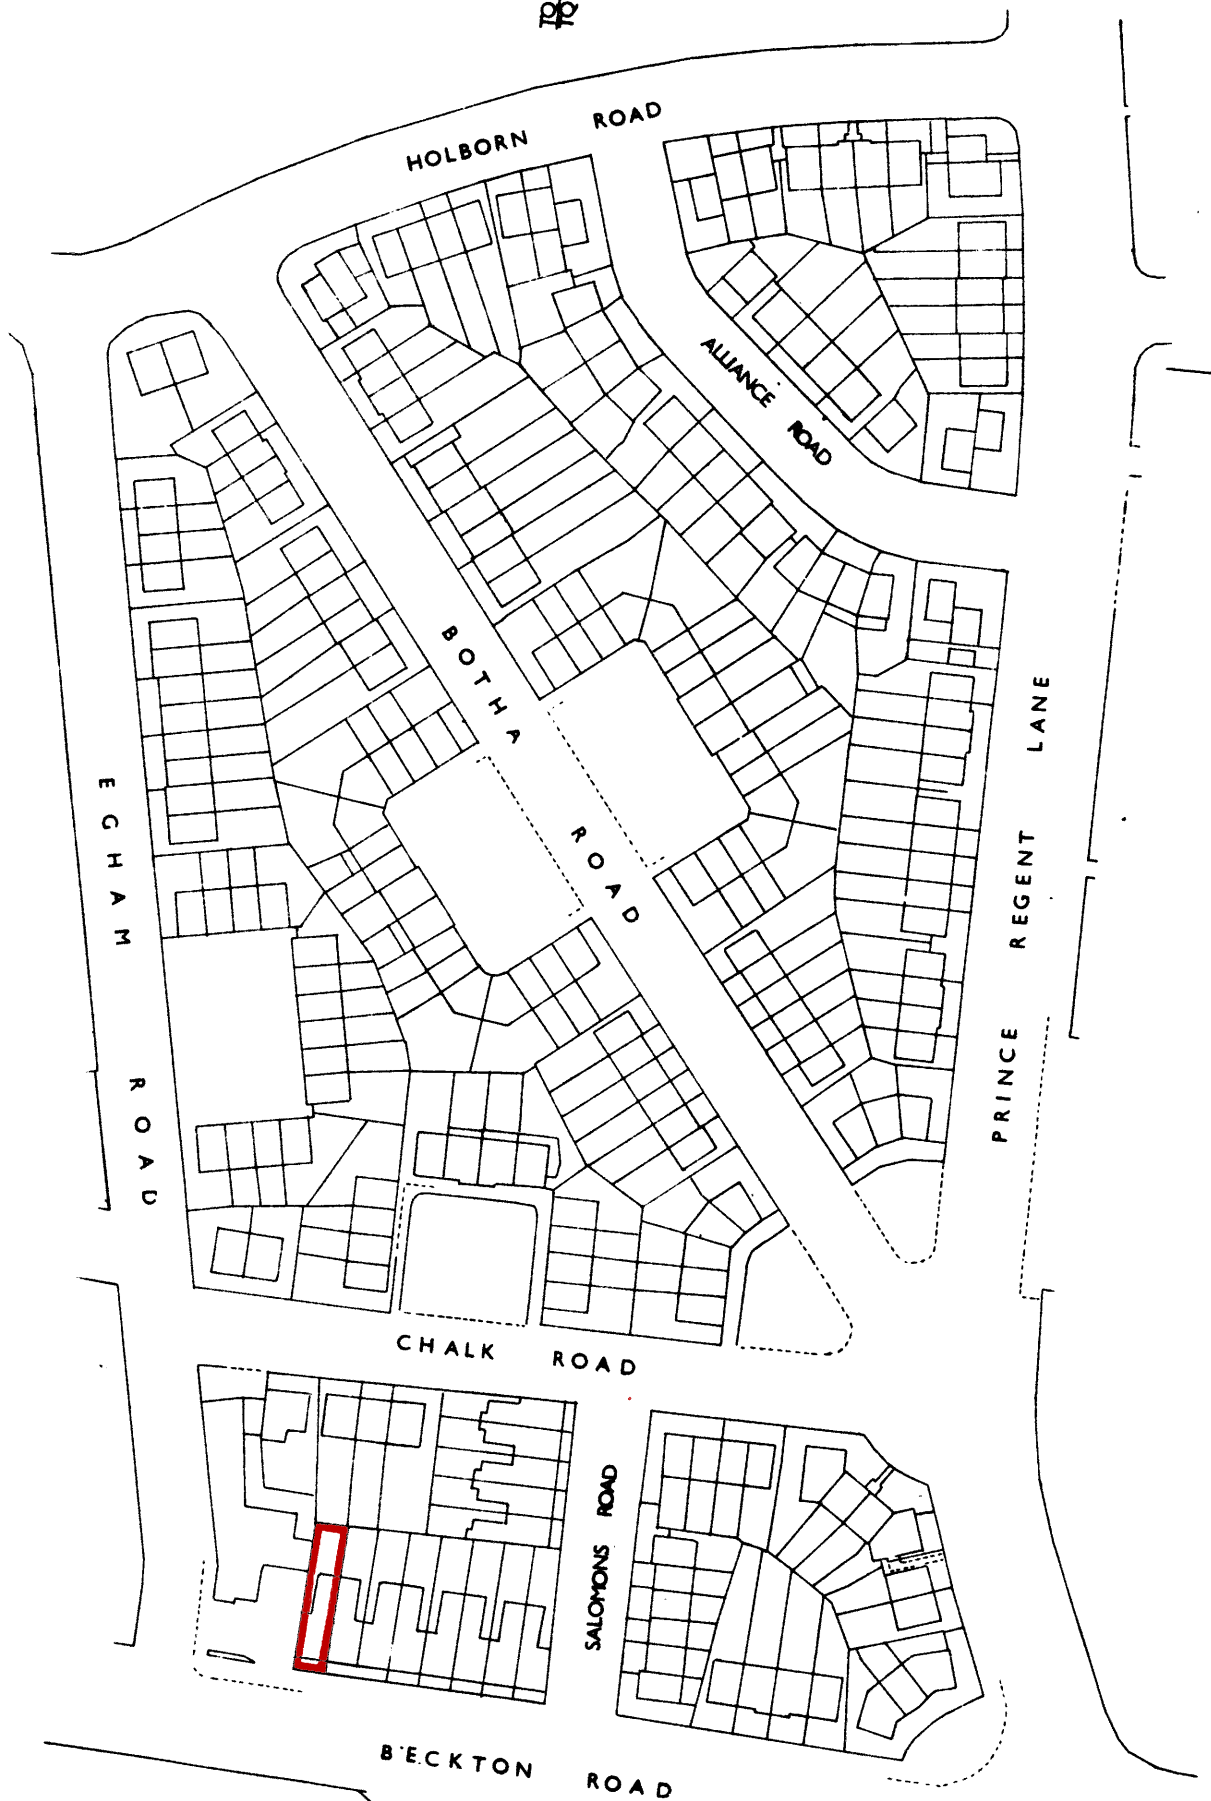 HOLBORN ROAD
ALLIANCE ROAD
BOTHA ROAD
EGHAM ROAD
PRINCE REGENT LANE
CHALK ROAD
SALOMONS ROAD
BECKTON ROAD